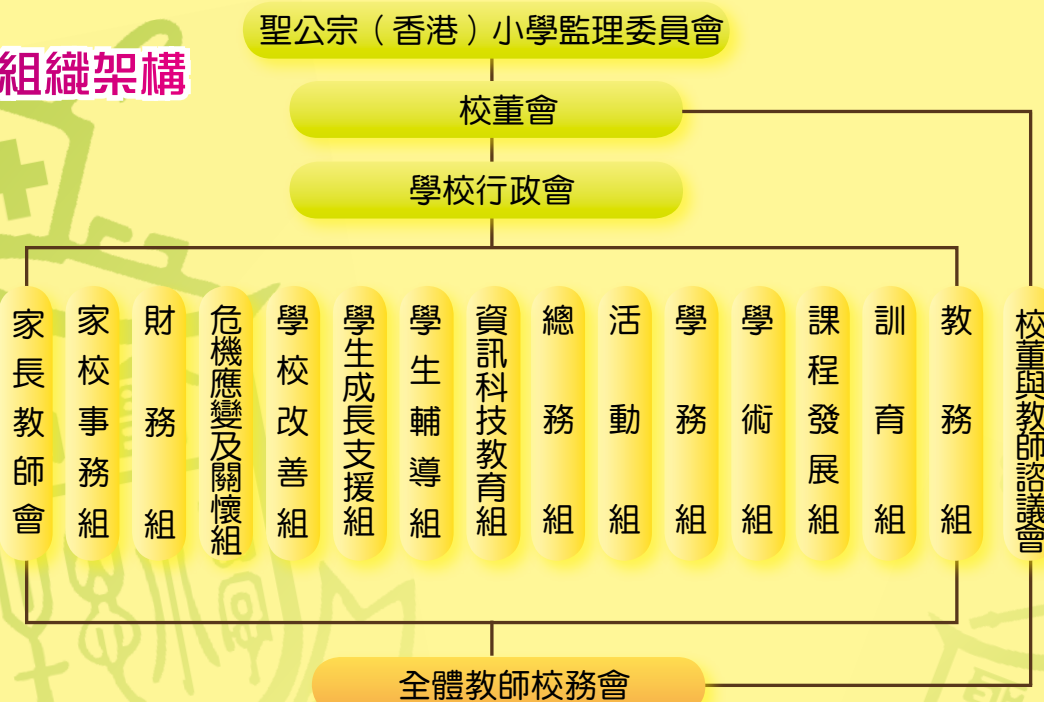 聖公宗（香港）小學監理委員會
組織架構
校董會
學校行政會
家長教師會
家校事務組
財務組
危機應變及關懷組
學校改善組
學生成長支援組
學生輔導組
資訊科技教育組
總務組
活動組
學務組
學術組
課程發展組
訓育組
教務組
校董與教師諮議會
全體教師校務會